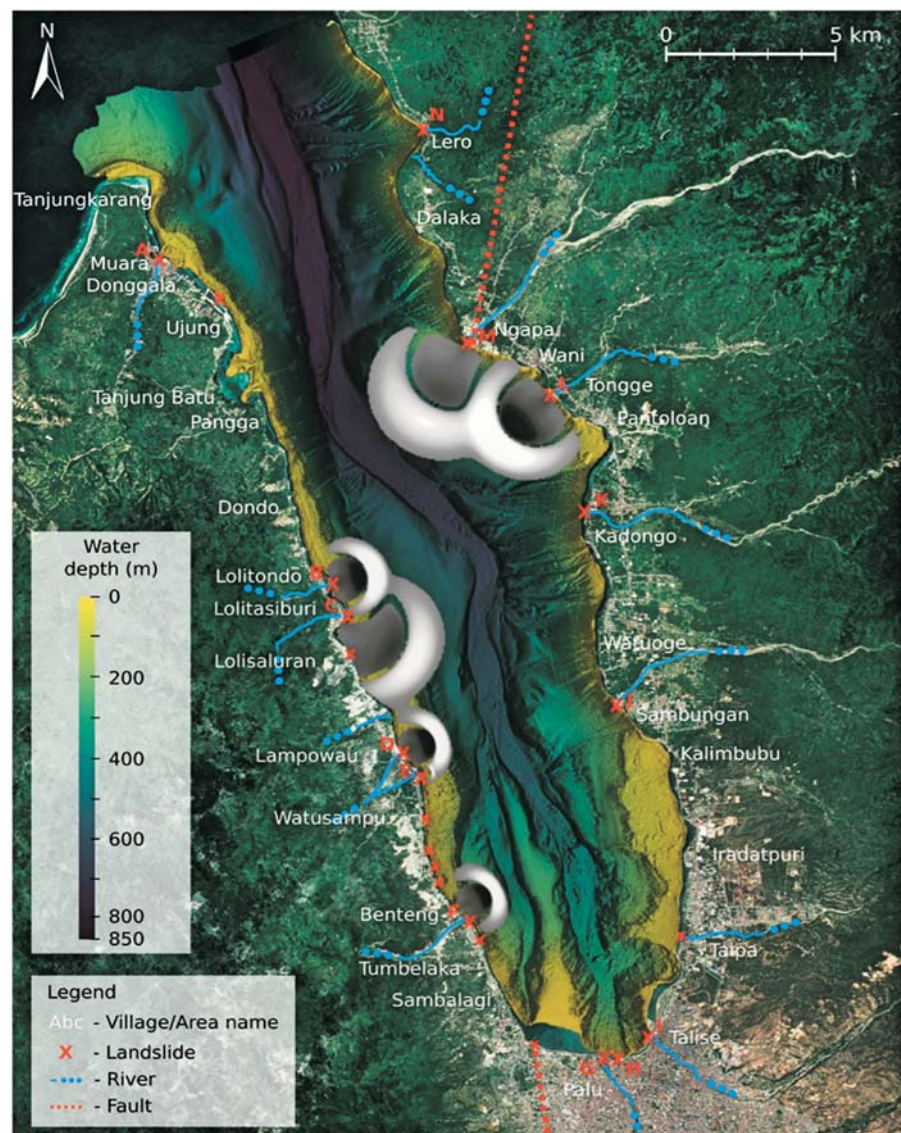 N
0 5 km
N
Lero
Dalaka
Tanjungkarang
A
Muara
Donggala
Ujung
Ngapa
Wani
Tongge
Tanjung Batu
Pangga
Pantoloan
Dondo
K
Kadongo
Water
depth (m)
0
200
400
600
800
850
B
Lolitondo
C
Lolitasiburi
Lolisaluran
Watuoge
Sambungan
Lampowau
D
Kalimbubu
Watusampu
Iradatpuri
Benteng
F
Taipa
Tumbelaka
Sambalagi
Talise
G
H
Palu
Legend
Abc - Village/Area name
X - Landslide
- River
- Fault